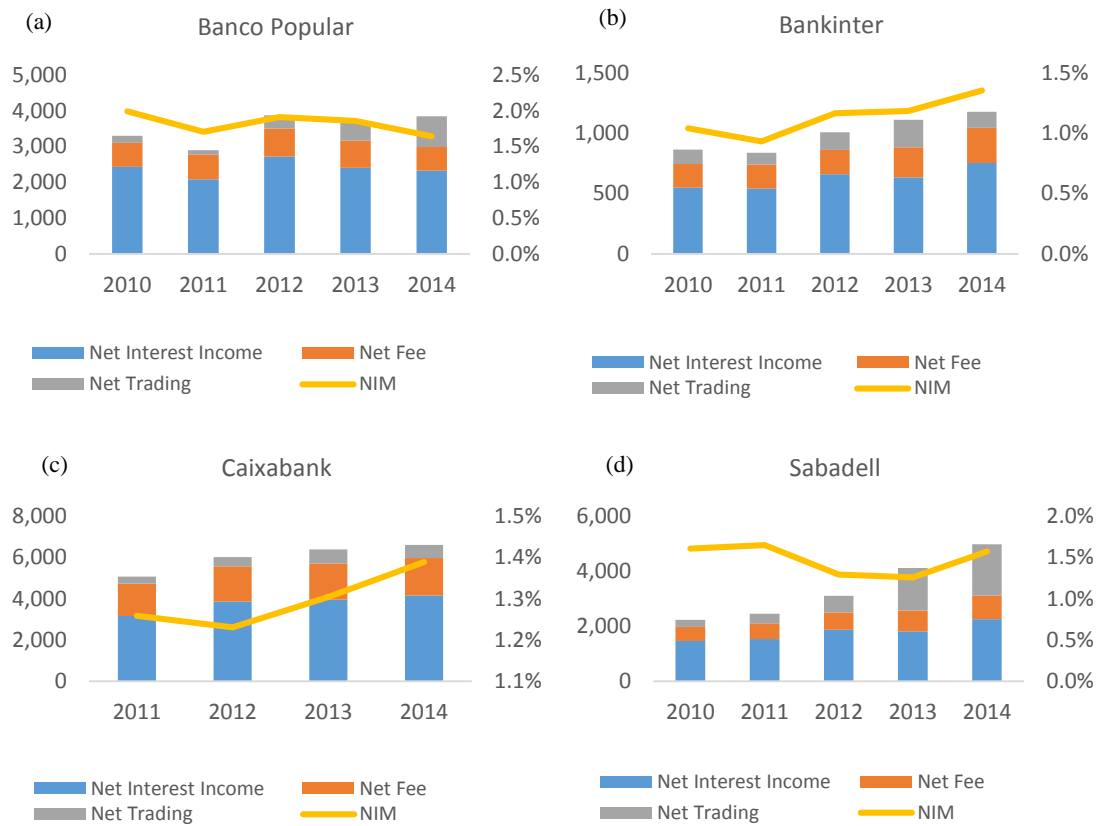 (a)
Banco Popular
5,000
4,000
3,000
2,000
1,000
0
2.5%
2.0%
1.5%
1.0%
0.5%
0.0%
2010 2011 2012 2013 2014
Net Interest Income Net Fee
Net Trading NIM
(b)
Bankinter
1,500
1,000
500
0
1.5%
1.0%
0.5%
0.0%
2010 2011 2012 2013 2014
Net Interest Income Net Fee
Net Trading NIM
(c)
Caixabank
8,000
6,000
4,000
2,000
0
1.5%
1.4%
1.3%
1.2%
1.1%
2011 2012 2013 2014
Net Interest Income Net Fee
Net Trading NIM
(d)
Sabadell
6,000
4,000
2,000
0
2.0%
1.5%
1.0%
0.5%
0.0%
2010 2011 2012 2013 2014
Net Interest Income Net Fee
Net Trading NIM